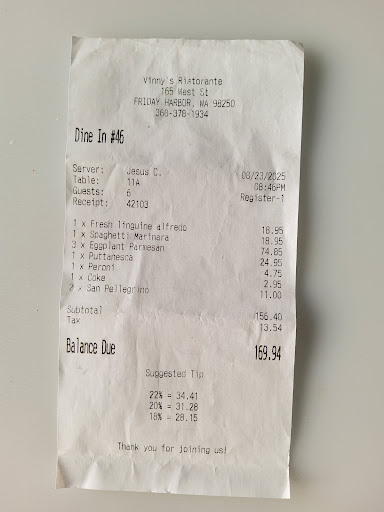 Vinny's Ristorante
165 West St
FRIDAY HARBOR, WA 98250
360-378-1934
Dine In #46
Server: Jesus C. 08/23/2025
Table: 11A 08:46PM
Guests: 6 Register-1
Receipt: 42103
1 x Fresh linguine alfredo 18.95
1 x Spaghetti Marinara 18.95
3 x Eggplant Parmesan 74.85
1 x Puttanesca 24.95
1 x Peroni 4.75
1 x Coke 2.95
2 x San Pellegrino 11.00
Subtotal 156.40
Tax 13.54
Balance Due 169.94
Suggested Tip
22% = 34.41
20% = 31.28
18% = 28.15
Thank you for joining us!